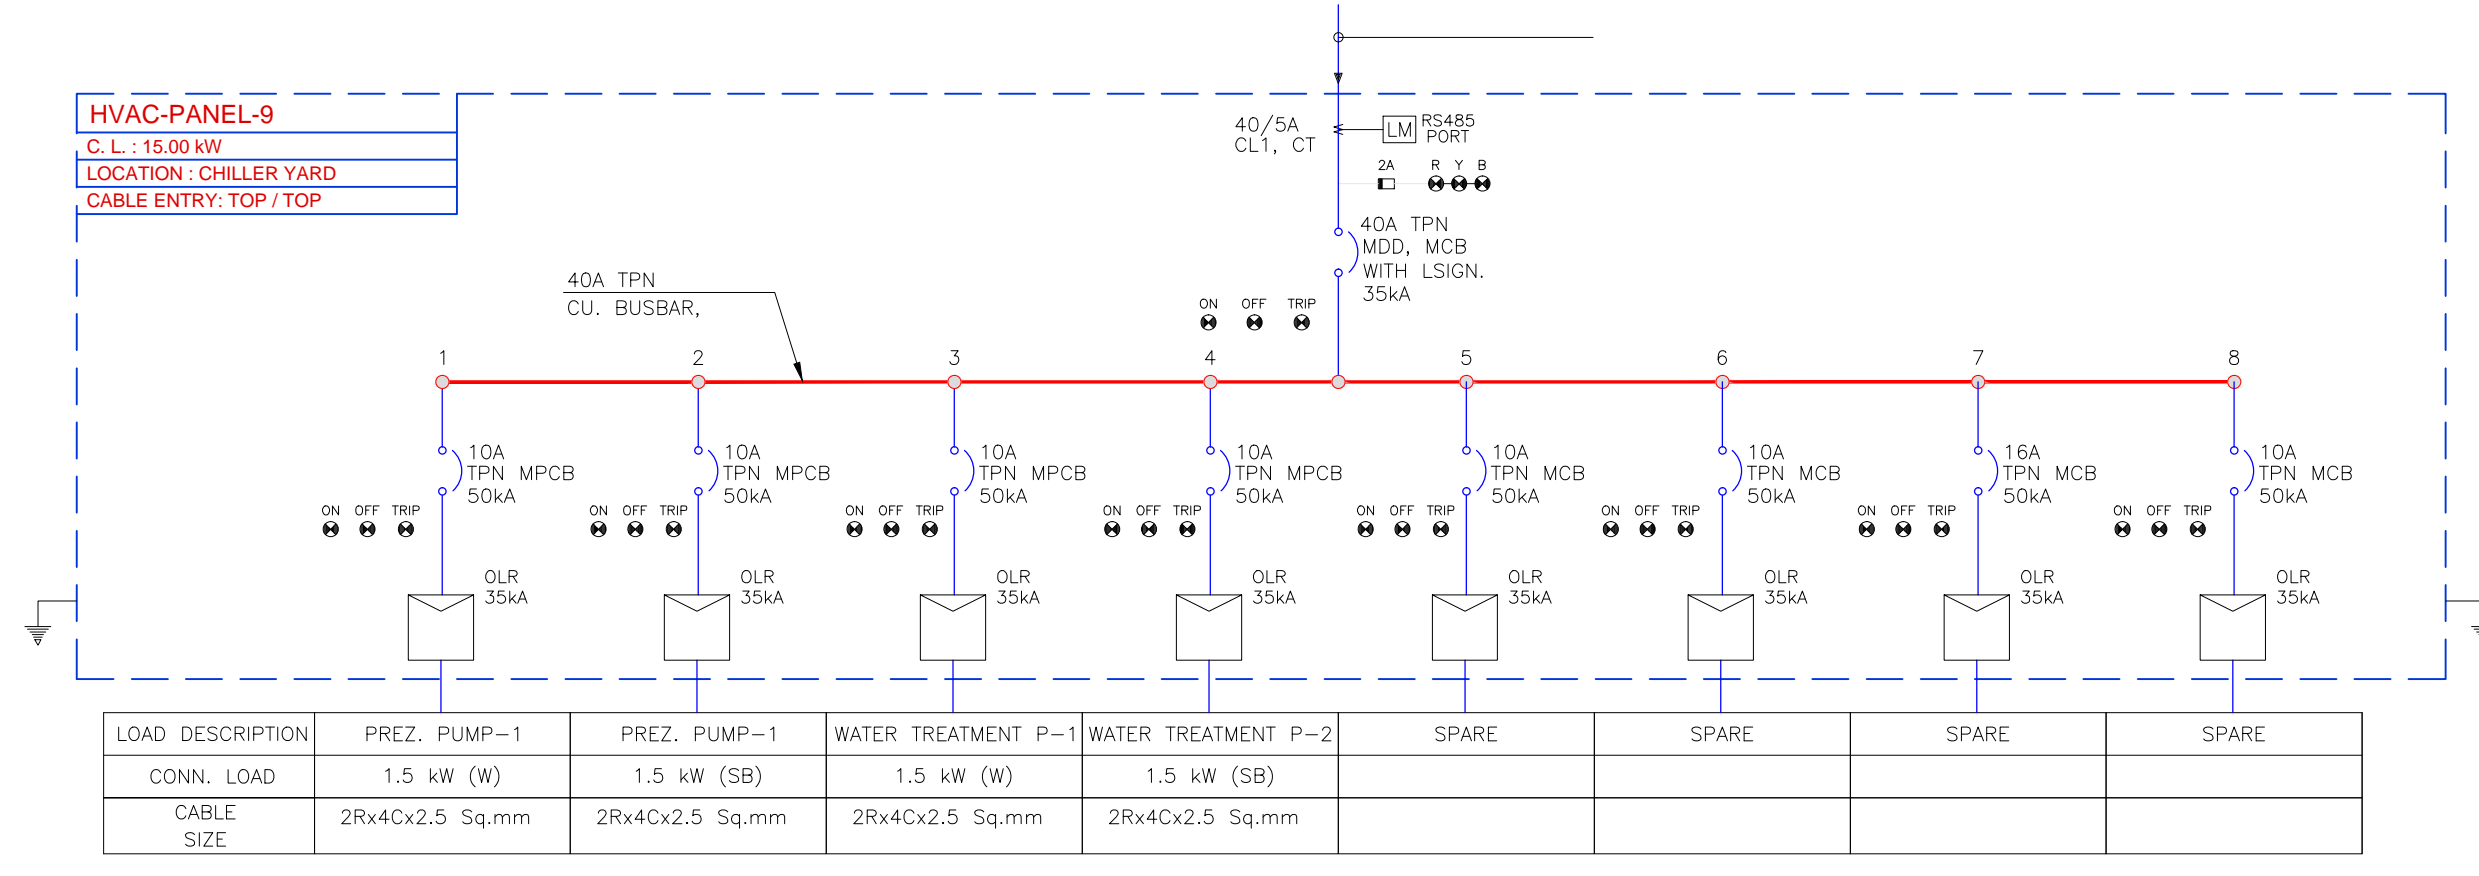 HVAC-PANEL-9
C. L. : 15.00 kW
LOCATION : CHILLER YARD
CABLE ENTRY: TOP / TOP
40/5A
CL1, CT
LM
RS485
PORT
2A
R Y B
40A TPN
MDD, MCB
WITH LSIGN.
35kA
40A TPN
CU. BUSBAR,
ON OFF TRIP
1 2 3 4 5 6 7 8
10A
TPN MPCB
50kA
ON OFF TRIP
OLR
35kA
10A
TPN MPCB
50kA
ON OFF TRIP
OLR
35kA
10A
TPN MPCB
50kA
ON OFF TRIP
OLR
35kA
10A
TPN MPCB
50kA
ON OFF TRIP
OLR
35kA
10A
TPN MCB
50kA
ON OFF TRIP
OLR
35kA
10A
TPN MCB
50kA
ON OFF TRIP
OLR
35kA
16A
TPN MCB
50kA
ON OFF TRIP
OLR
35kA
10A
TPN MCB
50kA
ON OFF TRIP
OLR
35kA
LOAD DESCRIPTION PREZ. PUMP-1 PREZ. PUMP-1 WATER TREATMENT P-1 WATER TREATMENT P-2 SPARE SPARE SPARE SPARE
CONN. LOAD 1.5 kW (W) 1.5 kW (SB) 1.5 kW (W) 1.5 kW (SB)
CABLE
SIZE
2Rx4Cx2.5 Sq.mm 2Rx4Cx2.5 Sq.mm 2Rx4Cx2.5 Sq.mm 2Rx4Cx2.5 Sq.mm